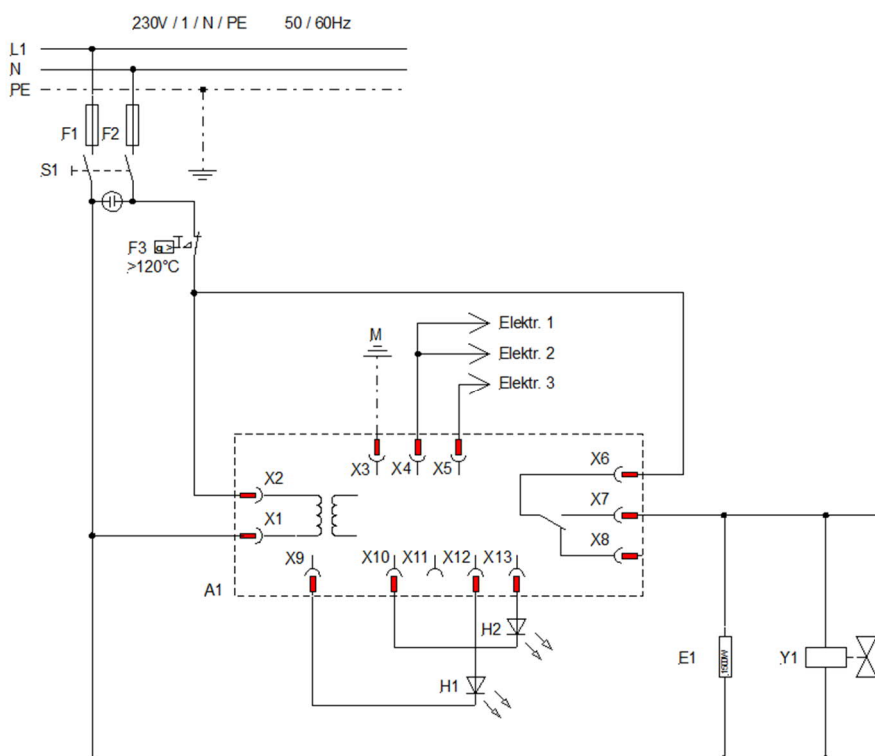 230V / 1 / N / PE 50 / 60Hz
L1
N
PE
F1 F2
S1
F3
>120°C
Elektr. 1
M
Elektr. 2
Elektr. 3
X3 X4 X5
X6
X2
X7
X1
X8
X9 X10 X11 X12 X13
A1
H2
E1
1500W
Y1
H1